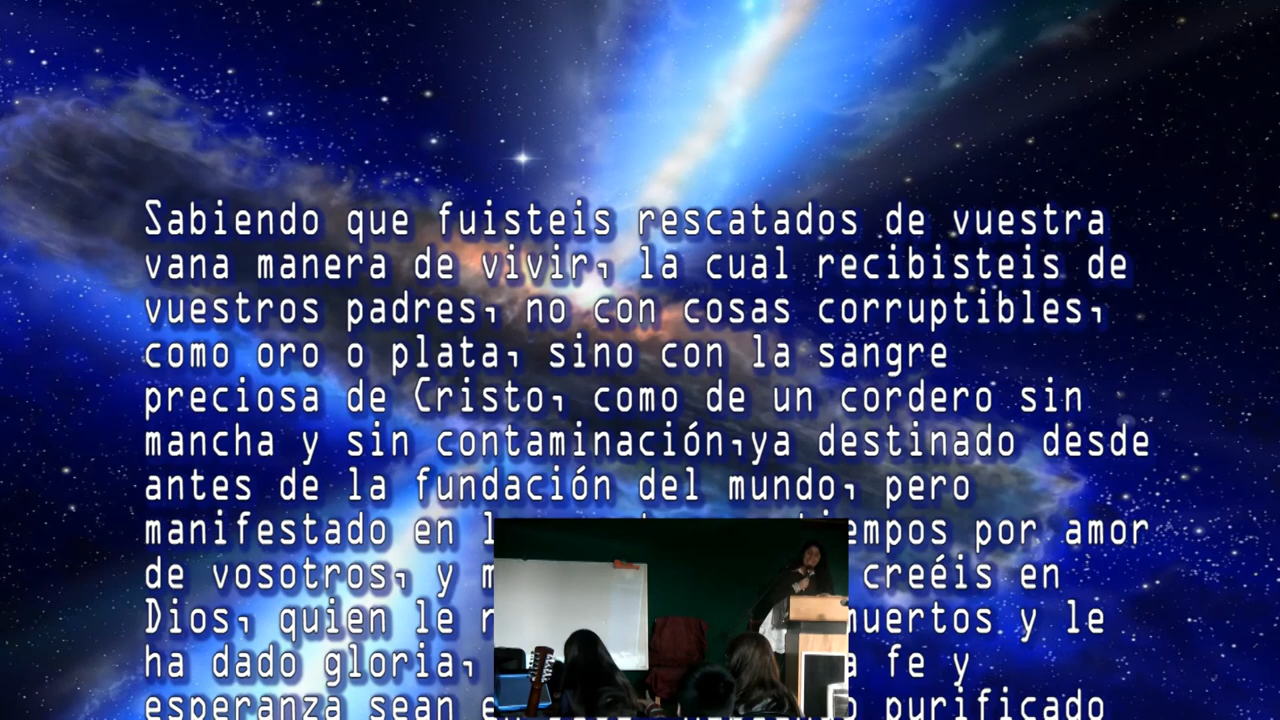 Sabiendo que fuisteis rescatados de vuestra
vana manera de vivir, la cual recibisteis de
vuestros padres, no con cosas corruptibles,
como oro o plata, sino con la sangre
preciosa de Cristo, como de un cordero sin
mancha y sin contaminación,ya destinado desde
antes de la fundación del mundo, pero
manifestado en por amor
de vosotros, y creéis en
Dios, quien le muertos y le
ha dado gloria, fe y
esperanza sean purificado